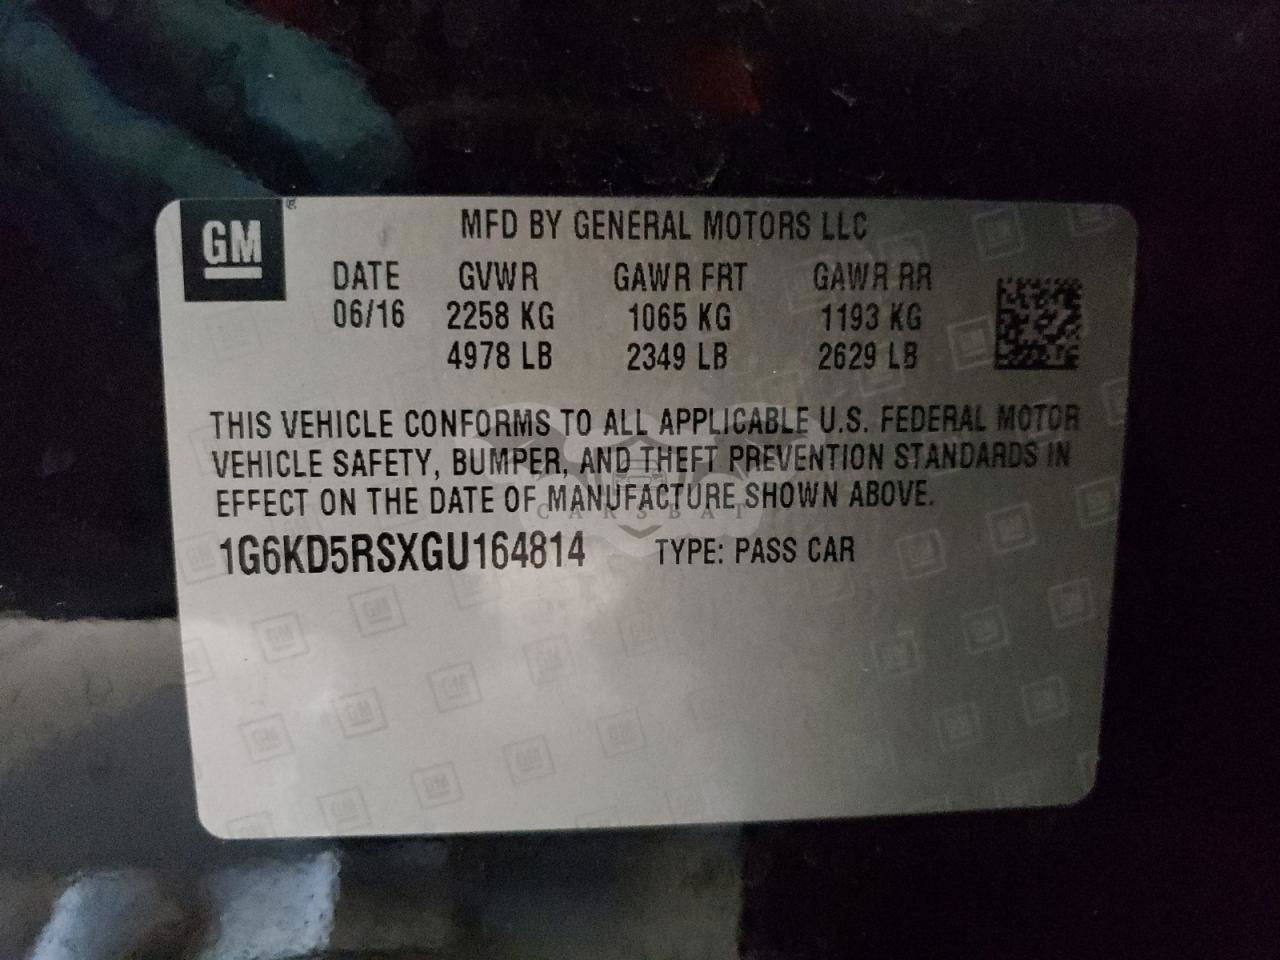 GM
MFD BY GENERAL MOTORS LLC
DATE GVWR GAWR FRT GAWR RR
06/16 2258 KG 1065 KG 1193 KG
4978 LB 2349 LB 2629 LB
THIS VEHICLE CONFORMS TO ALL APPLICABLE U.S. FEDERAL MOTOR
VEHICLE SAFETY, BUMPER, AND THEFT PREVENTION STANDARDS IN
EFFECT ON THE DATE OF MANUFACTURE SHOWN ABOVE.
CARSBAT
1G6KD5RSXGU164814 TYPE: PASS CAR